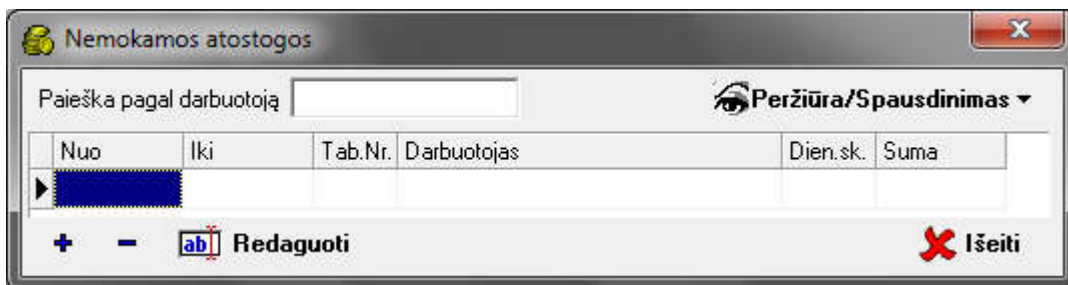 Nemokamos atostogos
Paieška pagal darbuotoją
Peržiūra/Spausdinimas
Nuo Iki Tab.Nr. Darbuotojas Dien.sk. Suma
ab Redaguoti Išeiti